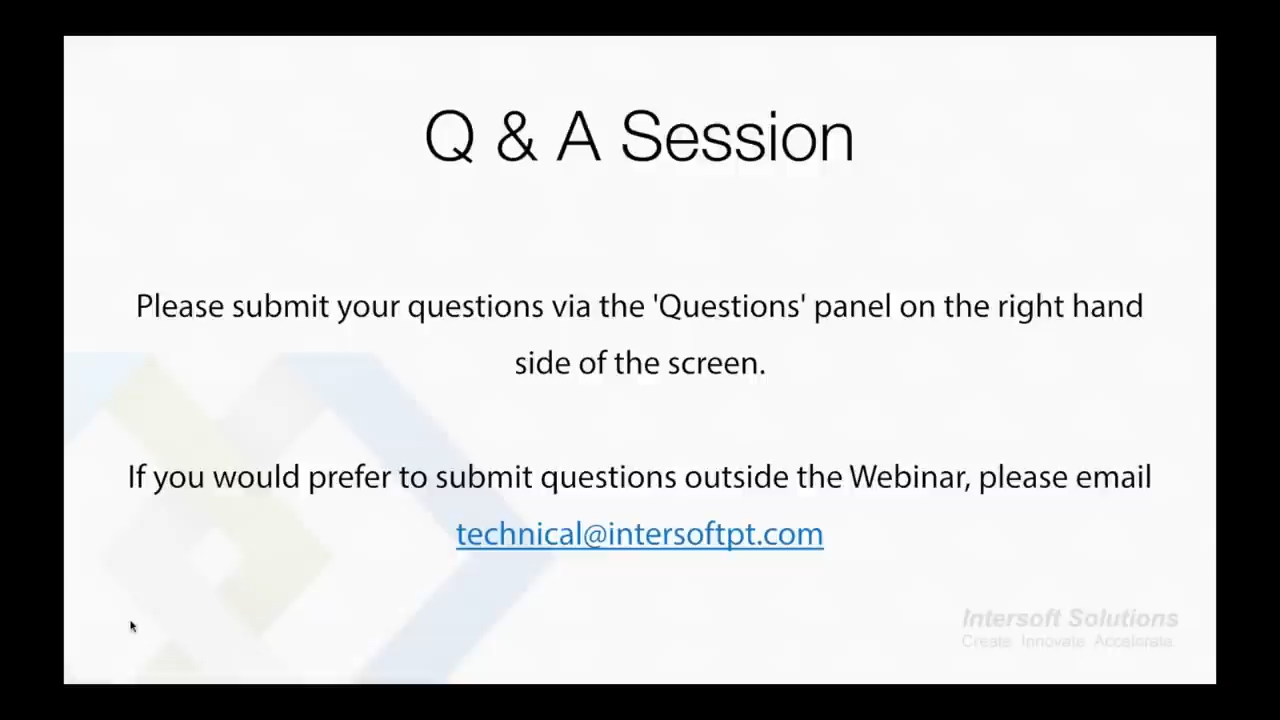 Q & A Session
Please submit your questions via the 'Questions' panel on the right hand
side of the screen.
If you would prefer to submit questions outside the Webinar, please email
technical@intersoftpt.com
Intersoft Solutions
Create Innovate Accelerate